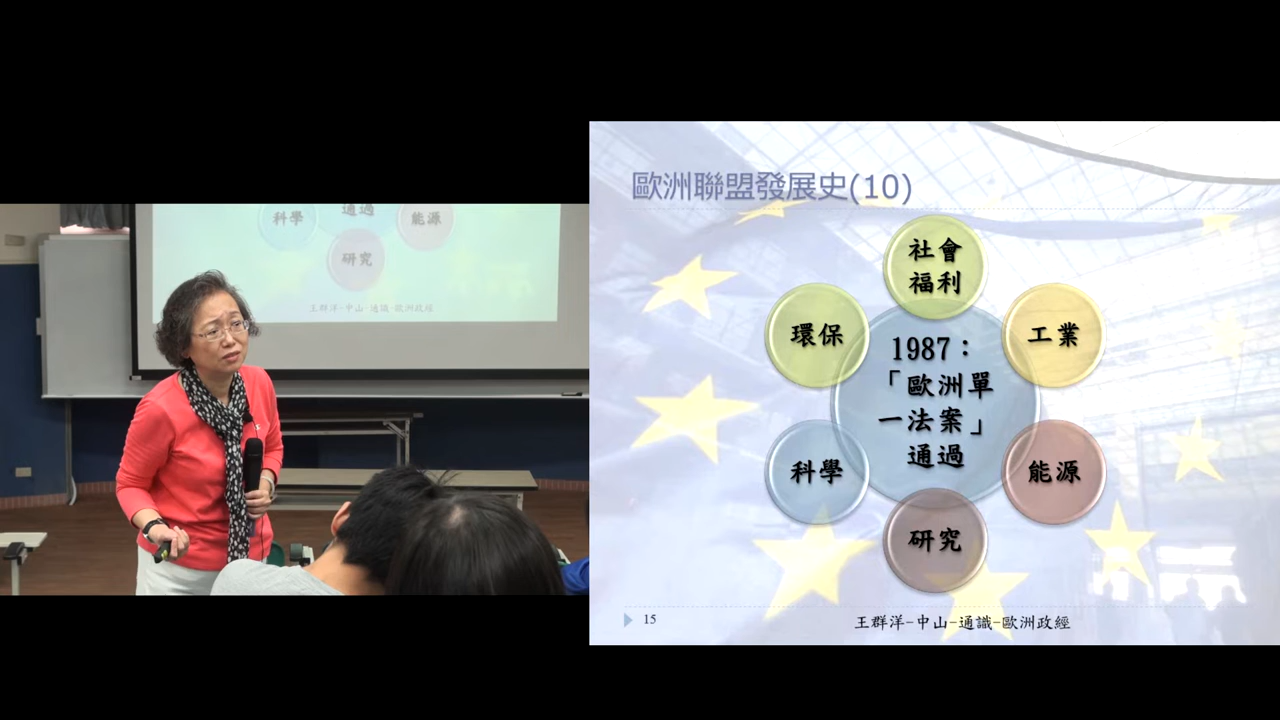 科學
通過
能源
研究
王群洋-中山-通識-歐洲政經
歐洲聯盟發展史(10)
社會
福利
環保
工業
1987：
「歐洲單
一法案」
通過
科學
能源
研究
15
王群洋-中山-通識-歐洲政經